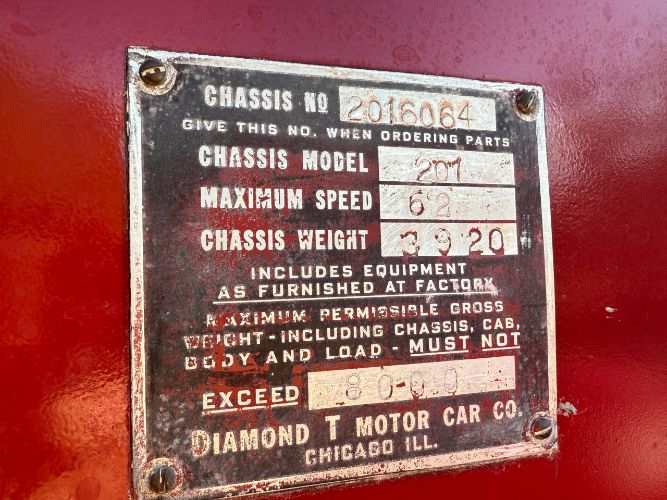 CHASSIS NO 2016064
GIVE THIS NO. WHEN ORDERING PARTS
CHASSIS MODEL 201
MAXIMUM SPEED 62
CHASSIS WEIGHT 3920
INCLUDES EQUIPMENT
AS FURNISHED AT FACTORY
MAXIMUM PERMISSIBLE GROSS
WEIGHT-INCLUDING CHASSIS, CAB,
BODY AND LOAD - MUST NOT
EXCEED 8000
DIAMOND T MOTOR CAR CO.
CHICAGO ILL.